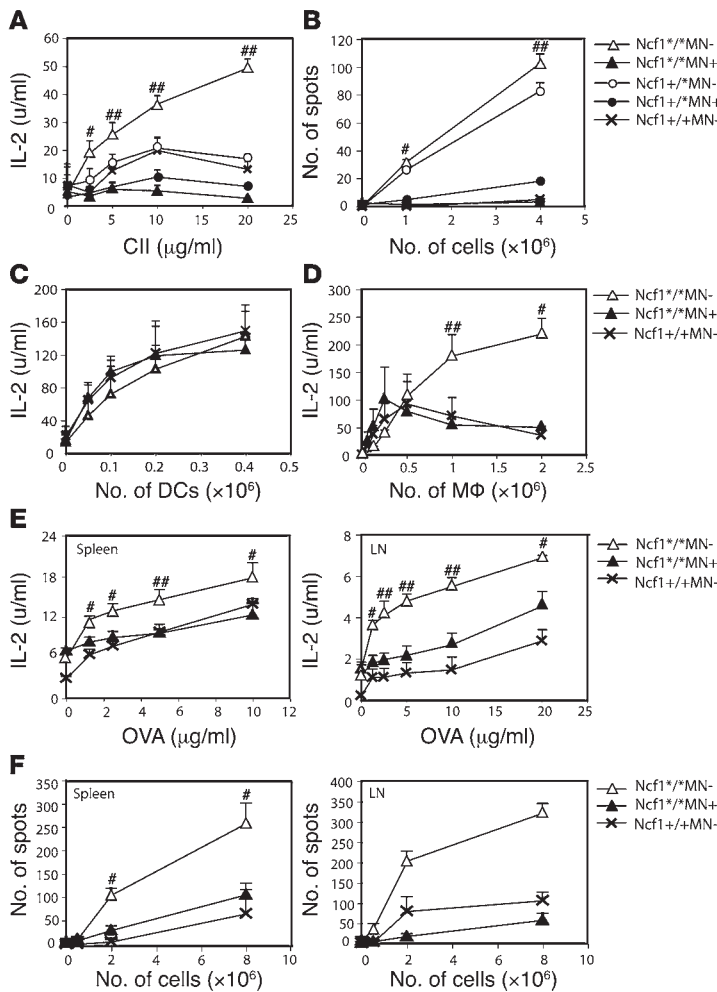 A
IL-2 (u/ml)
60
50
40
30
20
10
0
#
##
##
##
0 5 10 15 20 25
CII (µg/ml)
B
No. of spots
120
100
80
60
40
20
0
#
##
0 1 2 3 4 5
No. of cells (×10⁶)
Ncf1*/*MN-
Ncf1*/*MN+
Ncf1+/*MN-
Ncf1+/*MN+
Ncf1+/+MN-
C
IL-2 (u/ml)
200
160
120
80
40
0
0 0.1 0.2 0.3 0.4 0.5
No. of DCs (×10⁶)
D
IL-2 (u/ml)
300
250
200
150
100
50
0
##
#
0 0.5 1 1.5 2 2.5
No. of MΦ (×10⁶)
Ncf1*/*MN-
Ncf1*/*MN+
Ncf1+/+MN-
E
Spleen
IL-2 (u/ml)
24
18
12
6
0
#
#
##
#
0 2 4 6 8 10 12
OVA (µg/ml)
LN
IL-2 (u/ml)
8
6
4
2
0
#
##
##
##
#
0 5 10 15 20 25
OVA (µg/ml)
Ncf1*/*MN-
Ncf1*/*MN+
Ncf1+/+MN-
F
Spleen
No. of spots
350
300
250
200
150
100
50
0
#
#
0 2 4 6 8 10
No. of cells (×10⁶)
LN
No. of spots
400
350
300
250
200
150
100
50
0
0 2 4 6 8 10
No. of cells (×10⁶)
Ncf1*/*MN-
Ncf1*/*MN+
Ncf1+/+MN-